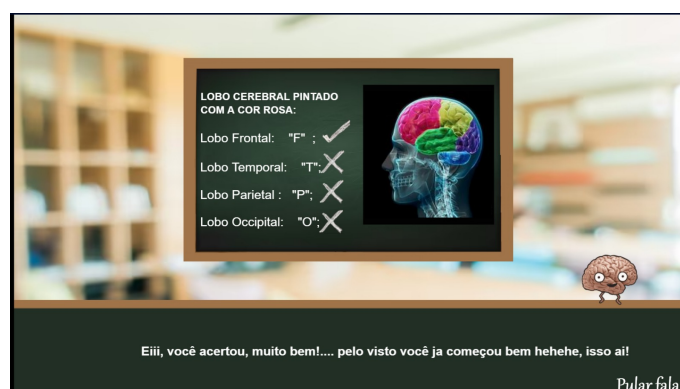 LOBO CEREBRAL PINTADO
COM A COR ROSA:
Lobo Frontal: "F" ;
Lobo Temporal: "T";
Lobo Parietal : "P";
Lobo Occipital: "O";
Eiii, você acertou, muito bem!.... pelo visto você ja começou bem hehehe, isso ai!
Pular fala